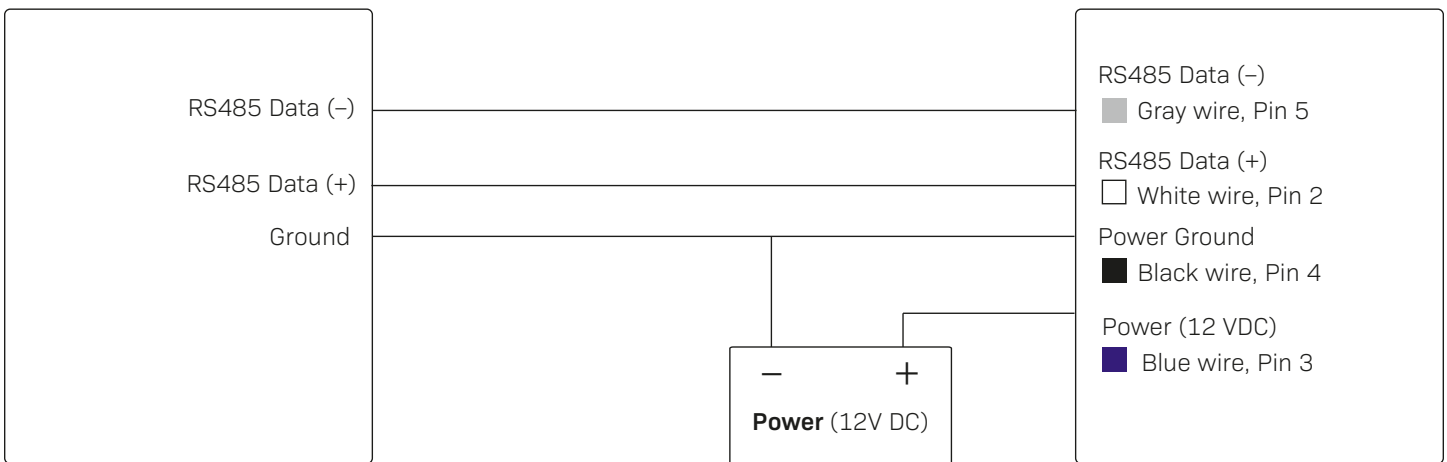 RS485 Data (–)
RS485 Data (+)
Ground
– +
Power (12V DC)
RS485 Data (–)
Gray wire, Pin 5
RS485 Data (+)
White wire, Pin 2
Power Ground
Black wire, Pin 4
Power (12 VDC)
Blue wire, Pin 3